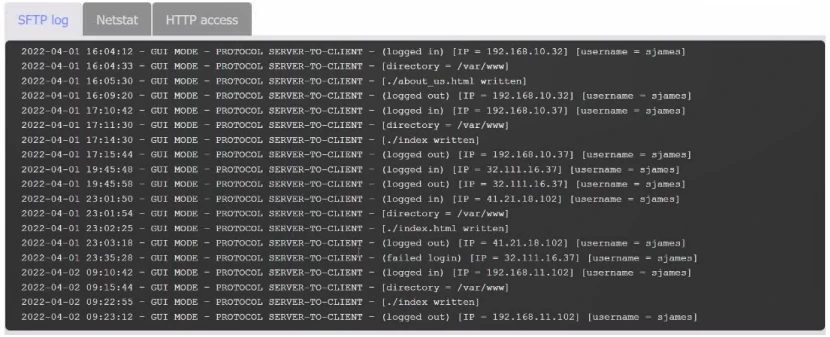 SFTP log Netstat HTTP access
2022-04-01 16:04:12 - GUI MODE - PROTOCOL SERVER-TO-CLIENT - (logged in) [IP = 192.168.10.32] [username = sjames]
2022-04-01 16:04:33 - GUI MODE - PROTOCOL SERVER-TO-CLIENT - [directory = /var/www]
2022-04-01 16:05:30 - GUI MODE - PROTOCOL SERVER-TO-CLIENT - [./about_us.html written]
2022-04-01 16:09:20 - GUI MODE - PROTOCOL SERVER-TO-CLIENT - (logged out) [IP = 192.168.10.32] [username = sjames]
2022-04-01 17:10:42 - GUI MODE - PROTOCOL SERVER-TO-CLIENT - (logged in) [IP = 192.168.10.37] [username = sjames]
2022-04-01 17:11:30 - GUI MODE - PROTOCOL SERVER-TO-CLIENT - [directory = /var/www]
2022-04-01 17:14:30 - GUI MODE - PROTOCOL SERVER-TO-CLIENT - [./index written]
2022-04-01 17:15:44 - GUI MODE - PROTOCOL SERVER-TO-CLIENT - (logged out) [IP = 192.168.10.37] [username = sjames]
2022-04-01 19:45:48 - GUI MODE - PROTOCOL SERVER-TO-CLIENT - (logged in) [IP = 32.111.16.37] [username = sjames]
2022-04-01 19:45:58 - GUI MODE - PROTOCOL SERVER-TO-CLIENT - (logged out) [IP = 32.111.16.37] [username = sjames]
2022-04-01 23:01:50 - GUI MODE - PROTOCOL SERVER-TO-CLIENT - (logged in) [IP = 41.21.18.102] [username = sjames]
2022-04-01 23:01:54 - GUI MODE - PROTOCOL SERVER-TO-CLIENT - [directory = /var/www]
2022-04-01 23:02:25 - GUI MODE - PROTOCOL SERVER-TO-CLIENT - [./index.html written]
2022-04-01 23:03:18 - GUI MODE - PROTOCOL SERVER-TO-CLIENT - (logged out) [IP = 41.21.18.102] [username = sjames]
2022-04-01 23:35:28 - GUI MODE - PROTOCOL SERVER-TO-CLIENT - (failed login) [IP = 32.111.16.37] [username = sjames]
2022-04-02 09:10:42 - GUI MODE - PROTOCOL SERVER-TO-CLIENT - (logged in) [IP = 192.168.11.102] [username = sjames]
2022-04-02 09:15:44 - GUI MODE - PROTOCOL SERVER-TO-CLIENT - [directory = /var/www]
2022-04-02 09:22:55 - GUI MODE - PROTOCOL SERVER-TO-CLIENT - [./index written]
2022-04-02 09:23:12 - GUI MODE - PROTOCOL SERVER-TO-CLIENT - (logged out) [IP = 192.168.11.102] [username = sjames]